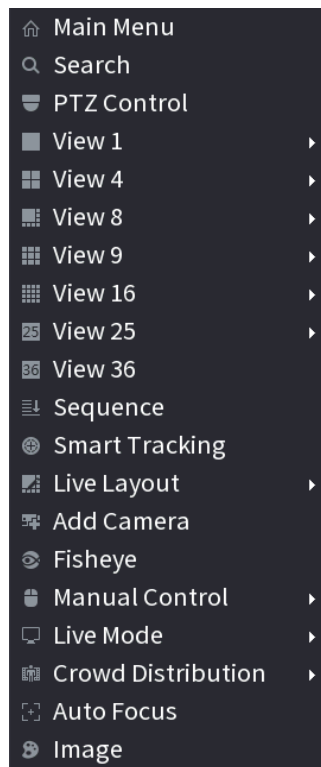 Main Menu
Search
PTZ Control
View 1
View 4
View 8
View 9
View 16
25 View 25
36 View 36
Sequence
Smart Tracking
Live Layout
Add Camera
Fisheye
Manual Control
Live Mode
Crowd Distribution
Auto Focus
Image